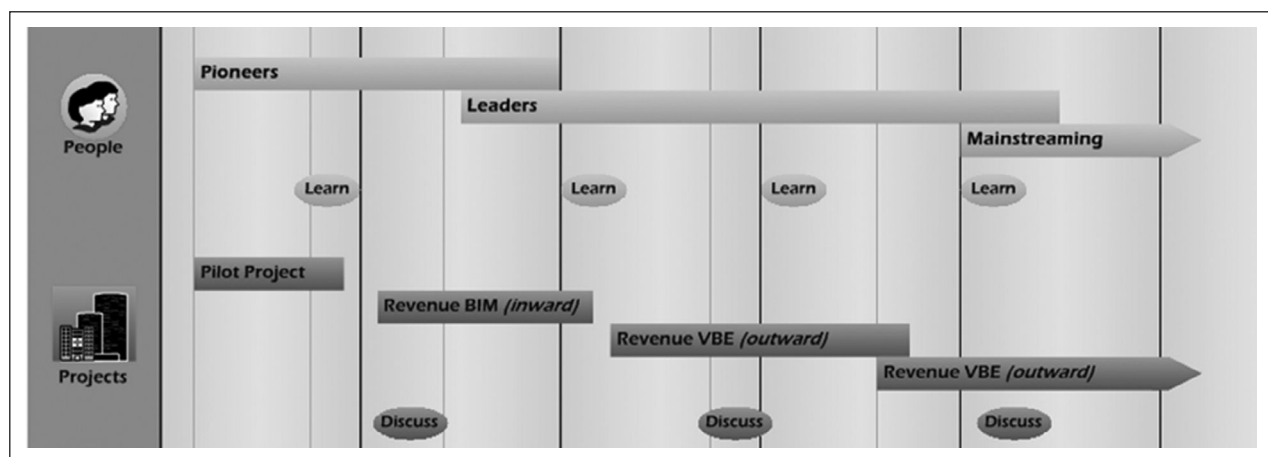 Pioneers
Leaders
Mainstreaming
People
Learn Learn Learn Learn
Pilot Project
Revenue BIM (inward)
Revenue VBE (outward)
Revenue VBE (outward)
Projects
Discuss Discuss Discuss